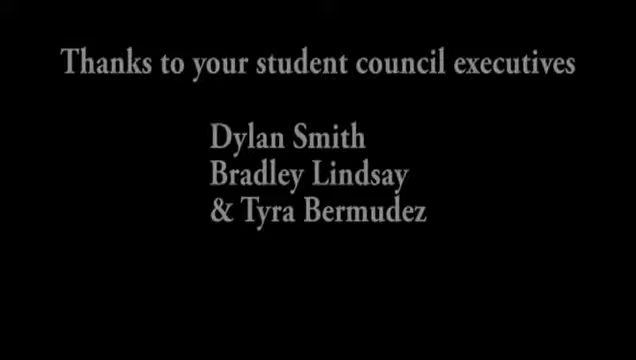 Thanks to your student council executives
Dylan Smith
Bradley Lindsay
& Tyra Bermudez